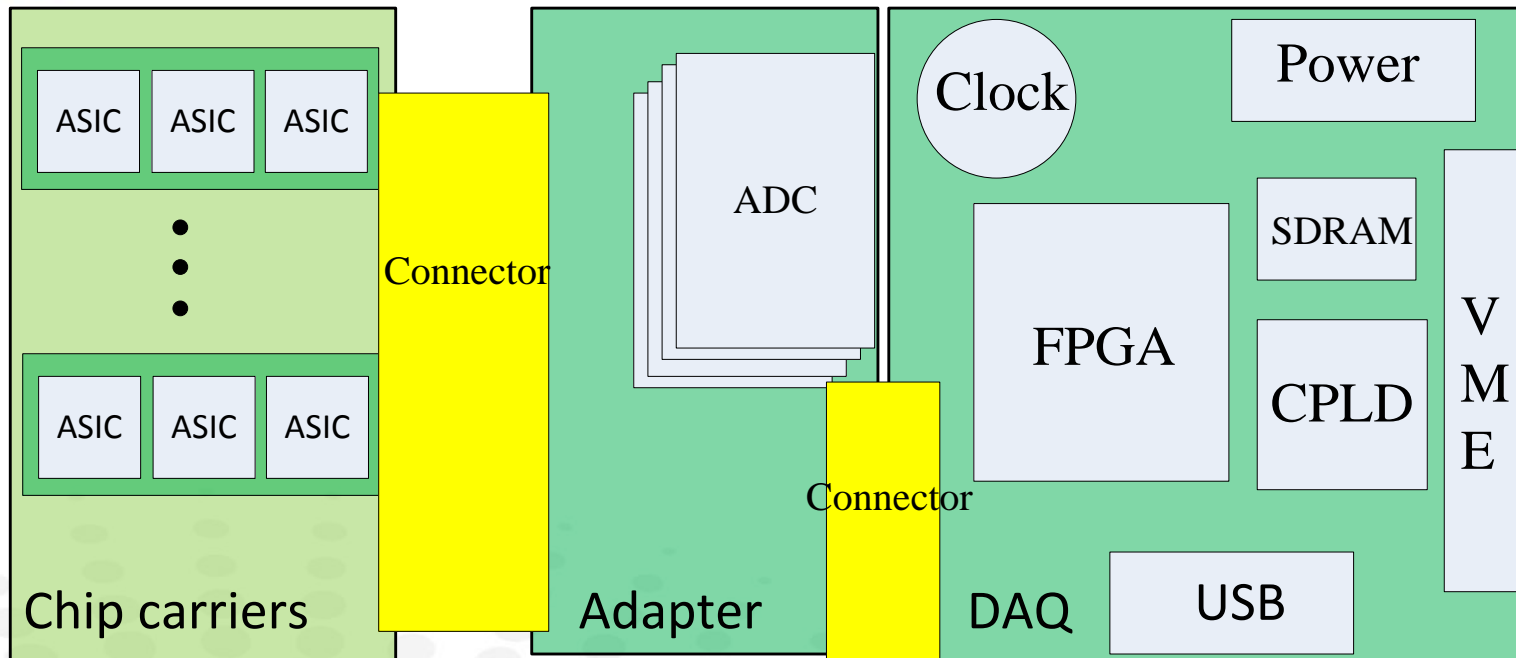 ASIC ASIC ASIC
ASIC ASIC ASIC
Chip carriers
Connector
ADC
Adapter
Connector
Clock
Power
SDRAM
FPGA
CPLD
V
M
E
USB
DAQ